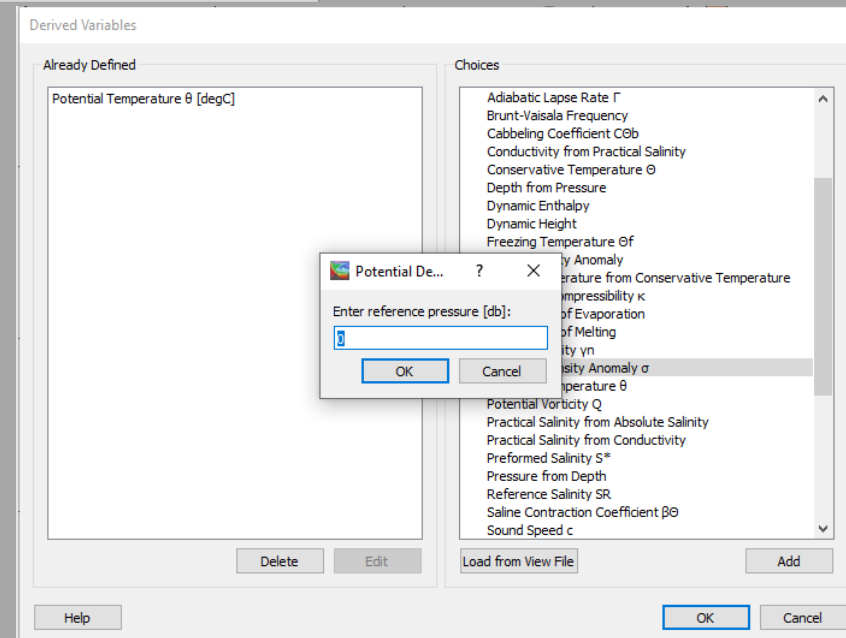 Derived Variables
Already Defined
Potential Temperature θ [degC]
Choices
Adiabatic Lapse Rate Γ
Brunt-Vaisala Frequency
Cabbeling Coefficient CΘb
Conductivity from Practical Salinity
Conservative Temperature Θ
Depth from Pressure
Dynamic Enthalpy
Dynamic Height
Freezing Temperature Θf
y Anomaly
erature from Conservative Temperature
ompressibility κ
of Evaporation
of Melting
ity γn
nsity Anomaly σ
mperature θ
Potential Vorticity Q
Practical Salinity from Absolute Salinity
Practical Salinity from Conductivity
Preformed Salinity S*
Pressure from Depth
Reference Salinity SR
Saline Contraction Coefficient βΘ
Sound Speed c
Potential De...
?
Enter reference pressure [db]:
0
OK
Cancel
Delete
Edit
Load from View File
Add
Help
OK
Cancel